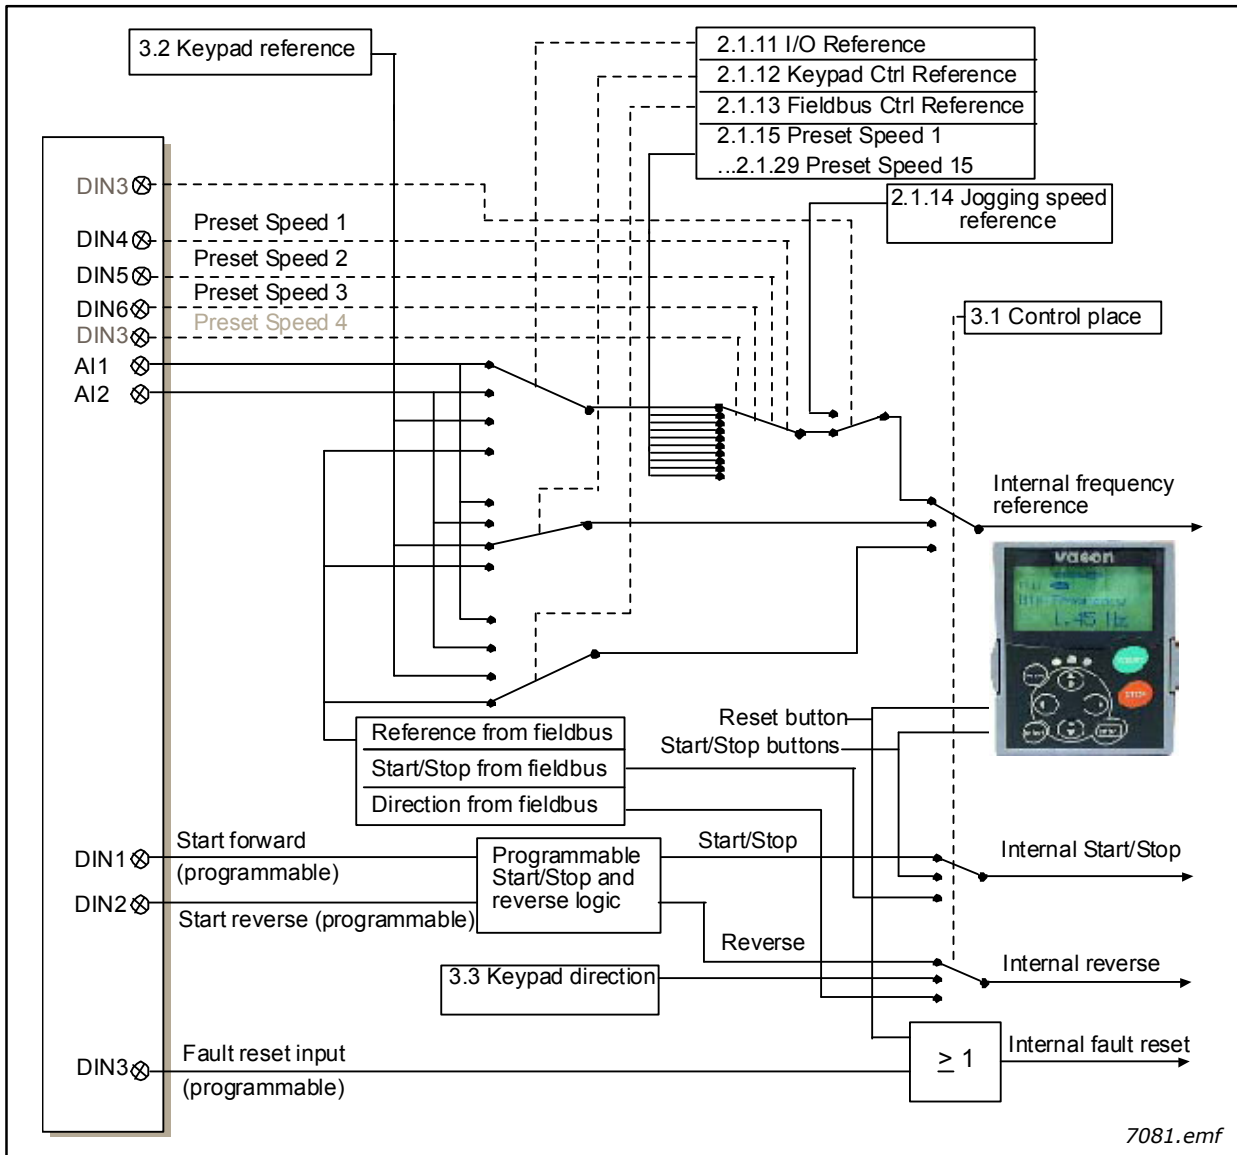 3.2 Keypad reference
2.1.11 I/O Reference
2.1.12 Keypad Ctrl Reference
2.1.13 Fieldbus Ctrl Reference
2.1.15 Preset Speed 1
...2.1.29 Preset Speed 15
2.1.14 Jogging speed
reference
DIN3
Preset Speed 1
DIN4
Preset Speed 2
DIN5
Preset Speed 3
DIN6
Preset Speed 4
DIN3
3.1 Control place
AI1
AI2
Internal frequency
reference
vacon
1.45 Hz
STOP
Reset button
Start/Stop buttons
Reference from fieldbus
Start/Stop from fieldbus
Direction from fieldbus
DIN1
Start forward
(programmable)
Programmable
Start/Stop and
reverse logic
Start/Stop
Internal Start/Stop
DIN2
Start reverse (programmable)
Reverse
Internal reverse
3.3 Keypad direction
DIN3
Fault reset input
(programmable)
≥ 1
Internal fault reset
7081.emf